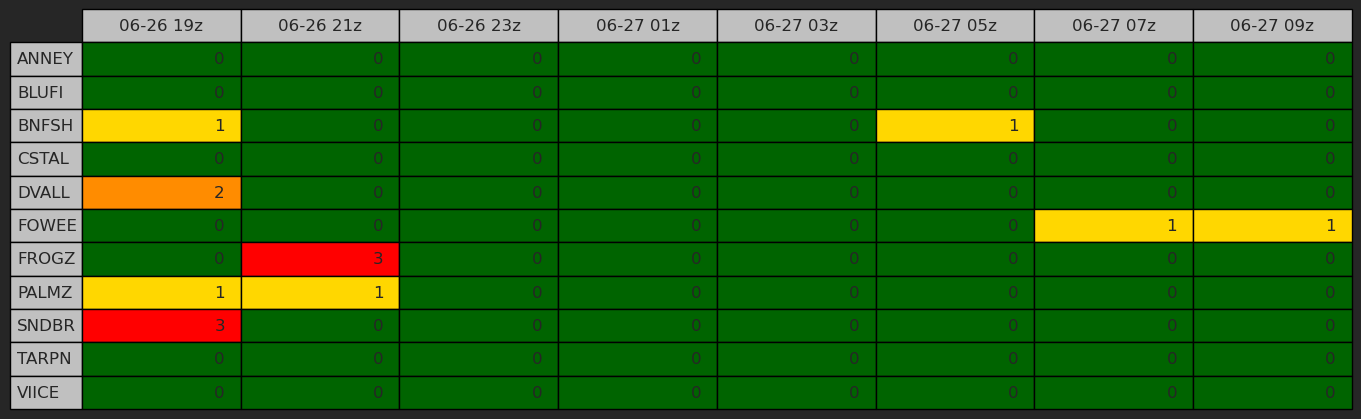 06-26 19z 06-26 21z 06-26 23z 06-27 01z 06-27 03z 06-27 05z 06-27 07z 06-27 09z
ANNEY 0 0 0 0 0 0 0 0
BLUFI 0 0 0 0 0 0 0 0
BNFSH 1 0 0 0 0 1 0 0
CSTAL 0 0 0 0 0 0 0 0
DVALL 2 0 0 0 0 0 0 0
FOWEE 0 0 0 0 0 0 1 1
FROGZ 0 3 0 0 0 0 0 0
PALMZ 1 1 0 0 0 0 0 0
SNDBR 3 0 0 0 0 0 0 0
TARPN 0 0 0 0 0 0 0 0
VIICE 0 0 0 0 0 0 0 0